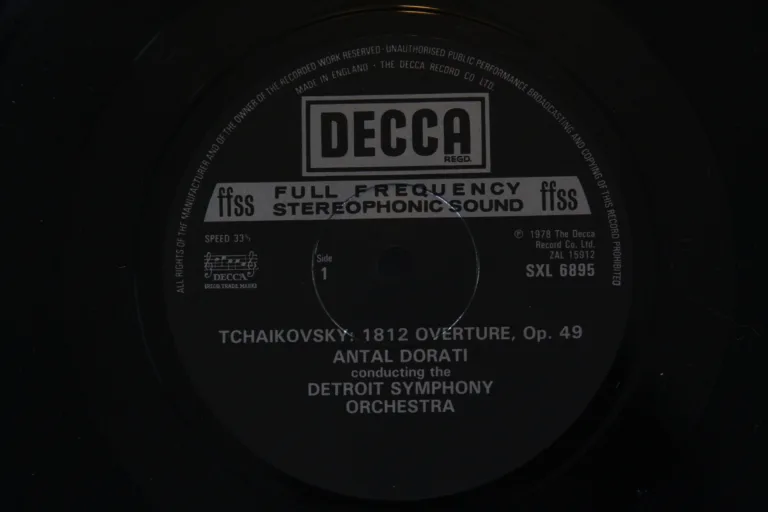 ALL RIGHTS OF THE MANUFACTURER AND OF THE OWNER OF THE RECORDED WORK RESERVED · UNAUTHORISED PUBLIC PERFORMANCE BROADCASTING AND COPYING OF THIS RECORD PROHIBITED
MADE IN ENGLAND · THE DECCA RECORD CO. LTD.
DECCA
REGD.
ffss FULL FREQUENCY STEREOPHONIC SOUND ffss
SPEED 33⅓
℗ 1978 The Decca
Record Co. Ltd.
ZAL 15912
SXL 6895
DECCA
Side
1
TCHAIKOVSKY: 1812 OVERTURE, Op. 49
ANTAL DORATI
conducting the
DETROIT SYMPHONY
ORCHESTRA